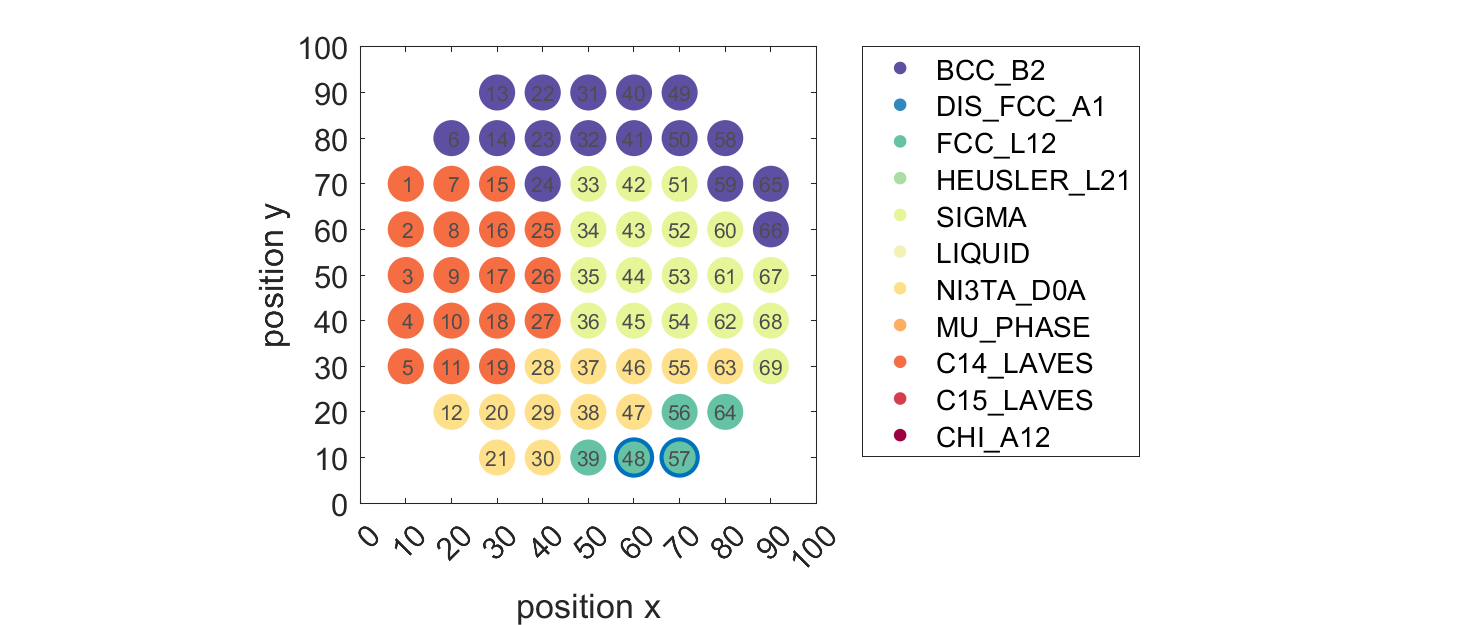 100
90
80
70
60
50
40
30
20
10
0
position y
13 22 31 40 49
6 14 23 32 41 50 58
1 7 15 24 33 42 51 59 65
2 8 16 25 34 43 52 60 66
3 9 17 26 35 44 53 61 67
4 10 18 27 36 45 54 62 68
5 11 19 28 37 46 55 63 69
12 20 29 38 47 56 64
21 30 39 48 57
0 10 20 30 40 50 60 70 80 90 100
position x
BCC_B2
DIS_FCC_A1
FCC_L12
HEUSLER_L21
SIGMA
LIQUID
NI3TA_D0A
MU_PHASE
C14_LAVES
C15_LAVES
CHI_A12